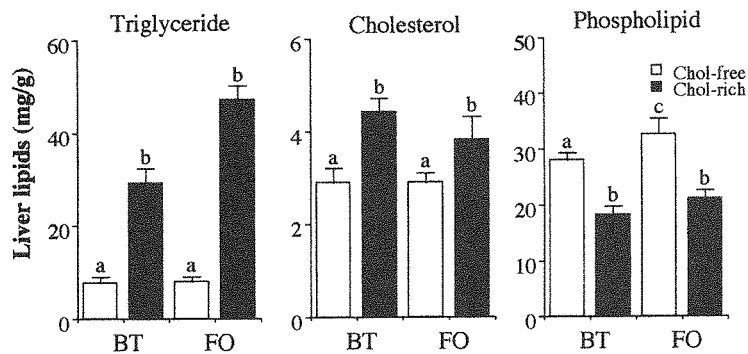 Triglyceride
Cholesterol
Phospholipid
Liver lipids (mg/g)
60
40
20
0
a
b
a
b
BT
FO
6
4
2
0
a
b
a
b
BT
FO
50
40
30
20
10
0
Chol-free
Chol-rich
a
b
c
b
BT
FO